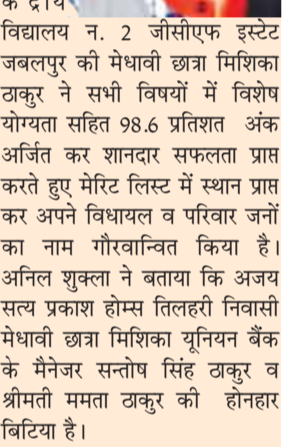 विद्यालय न. 2 जीसीएफ इस्टेट
जबलपुर की मेधावी छात्रा मिशिका
ठाकुर ने सभी विषयों में विशेष
योग्यता सहित 98.6 प्रतिशत अंक
अर्जित कर शानदार सफलता प्राप्त
करते हुए मेरिट लिस्ट में स्थान प्राप्त
कर अपने विधायल व परिवार जनों
का नाम गौरवान्वित किया है।
अनिल शुक्ला ने बताया कि अजय
सत्य प्रकाश होम्स तिलहरी निवासी
मेधावी छात्रा मिशिका यूनियन बैंक
के मैनेजर सन्तोष सिंह ठाकुर व
श्रीमती ममता ठाकुर की होनहार
बिटिया है।